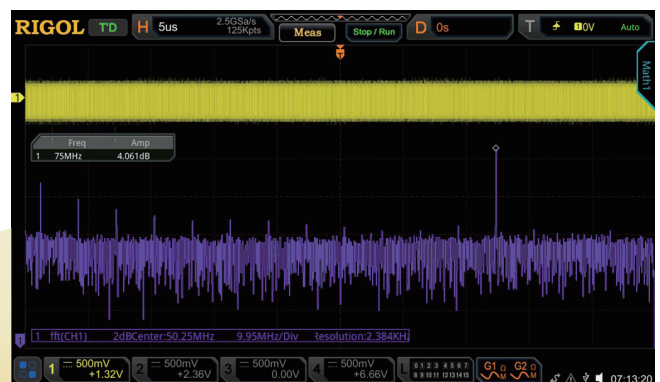 RIGOL T'D H 5us 2.5GSa/s 125Kpts Meas Stop / Run D 0s T 1 0V Auto
T
Math1
1
Freq Amp
1 75MHz 4.061dB
1 fft(CH1) 2dBCenter:50.25MHz 9.95MHz/Div Resolution:2.384KHz
1 500mV +1.32V 2 500mV +2.36V 3 500mV 0.00V 4 500mV +6.66V L 0 1 2 3 4 5 6 7 8 9 10 11 12 13 14 15 G1 Ω M G2 Ω M 07:13:20